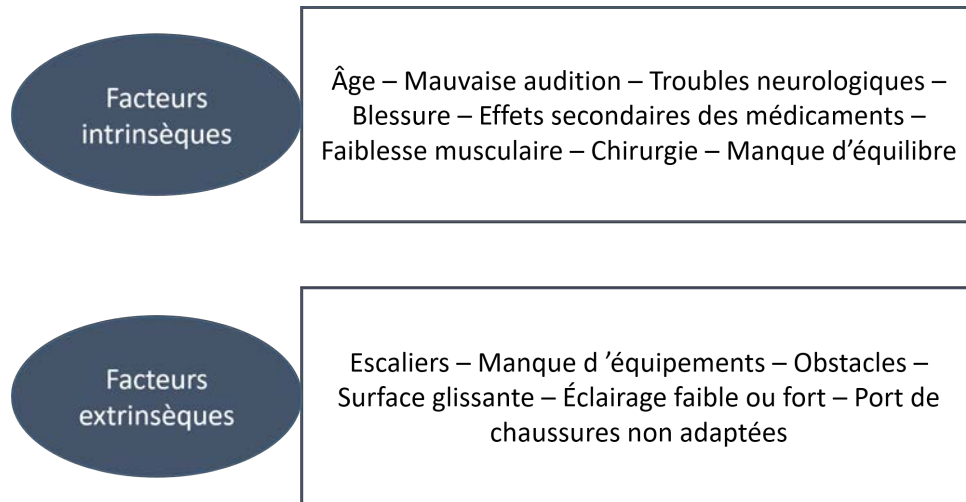 Facteurs
intrinsèques
Âge – Mauvaise audition – Troubles neurologiques –
Blessure – Effets secondaires des médicaments –
Faiblesse musculaire – Chirurgie – Manque d'équilibre
Facteurs
extrinsèques
Escaliers – Manque d ’équipements – Obstacles –
Surface glissante – Éclairage faible ou fort – Port de
chaussures non adaptées